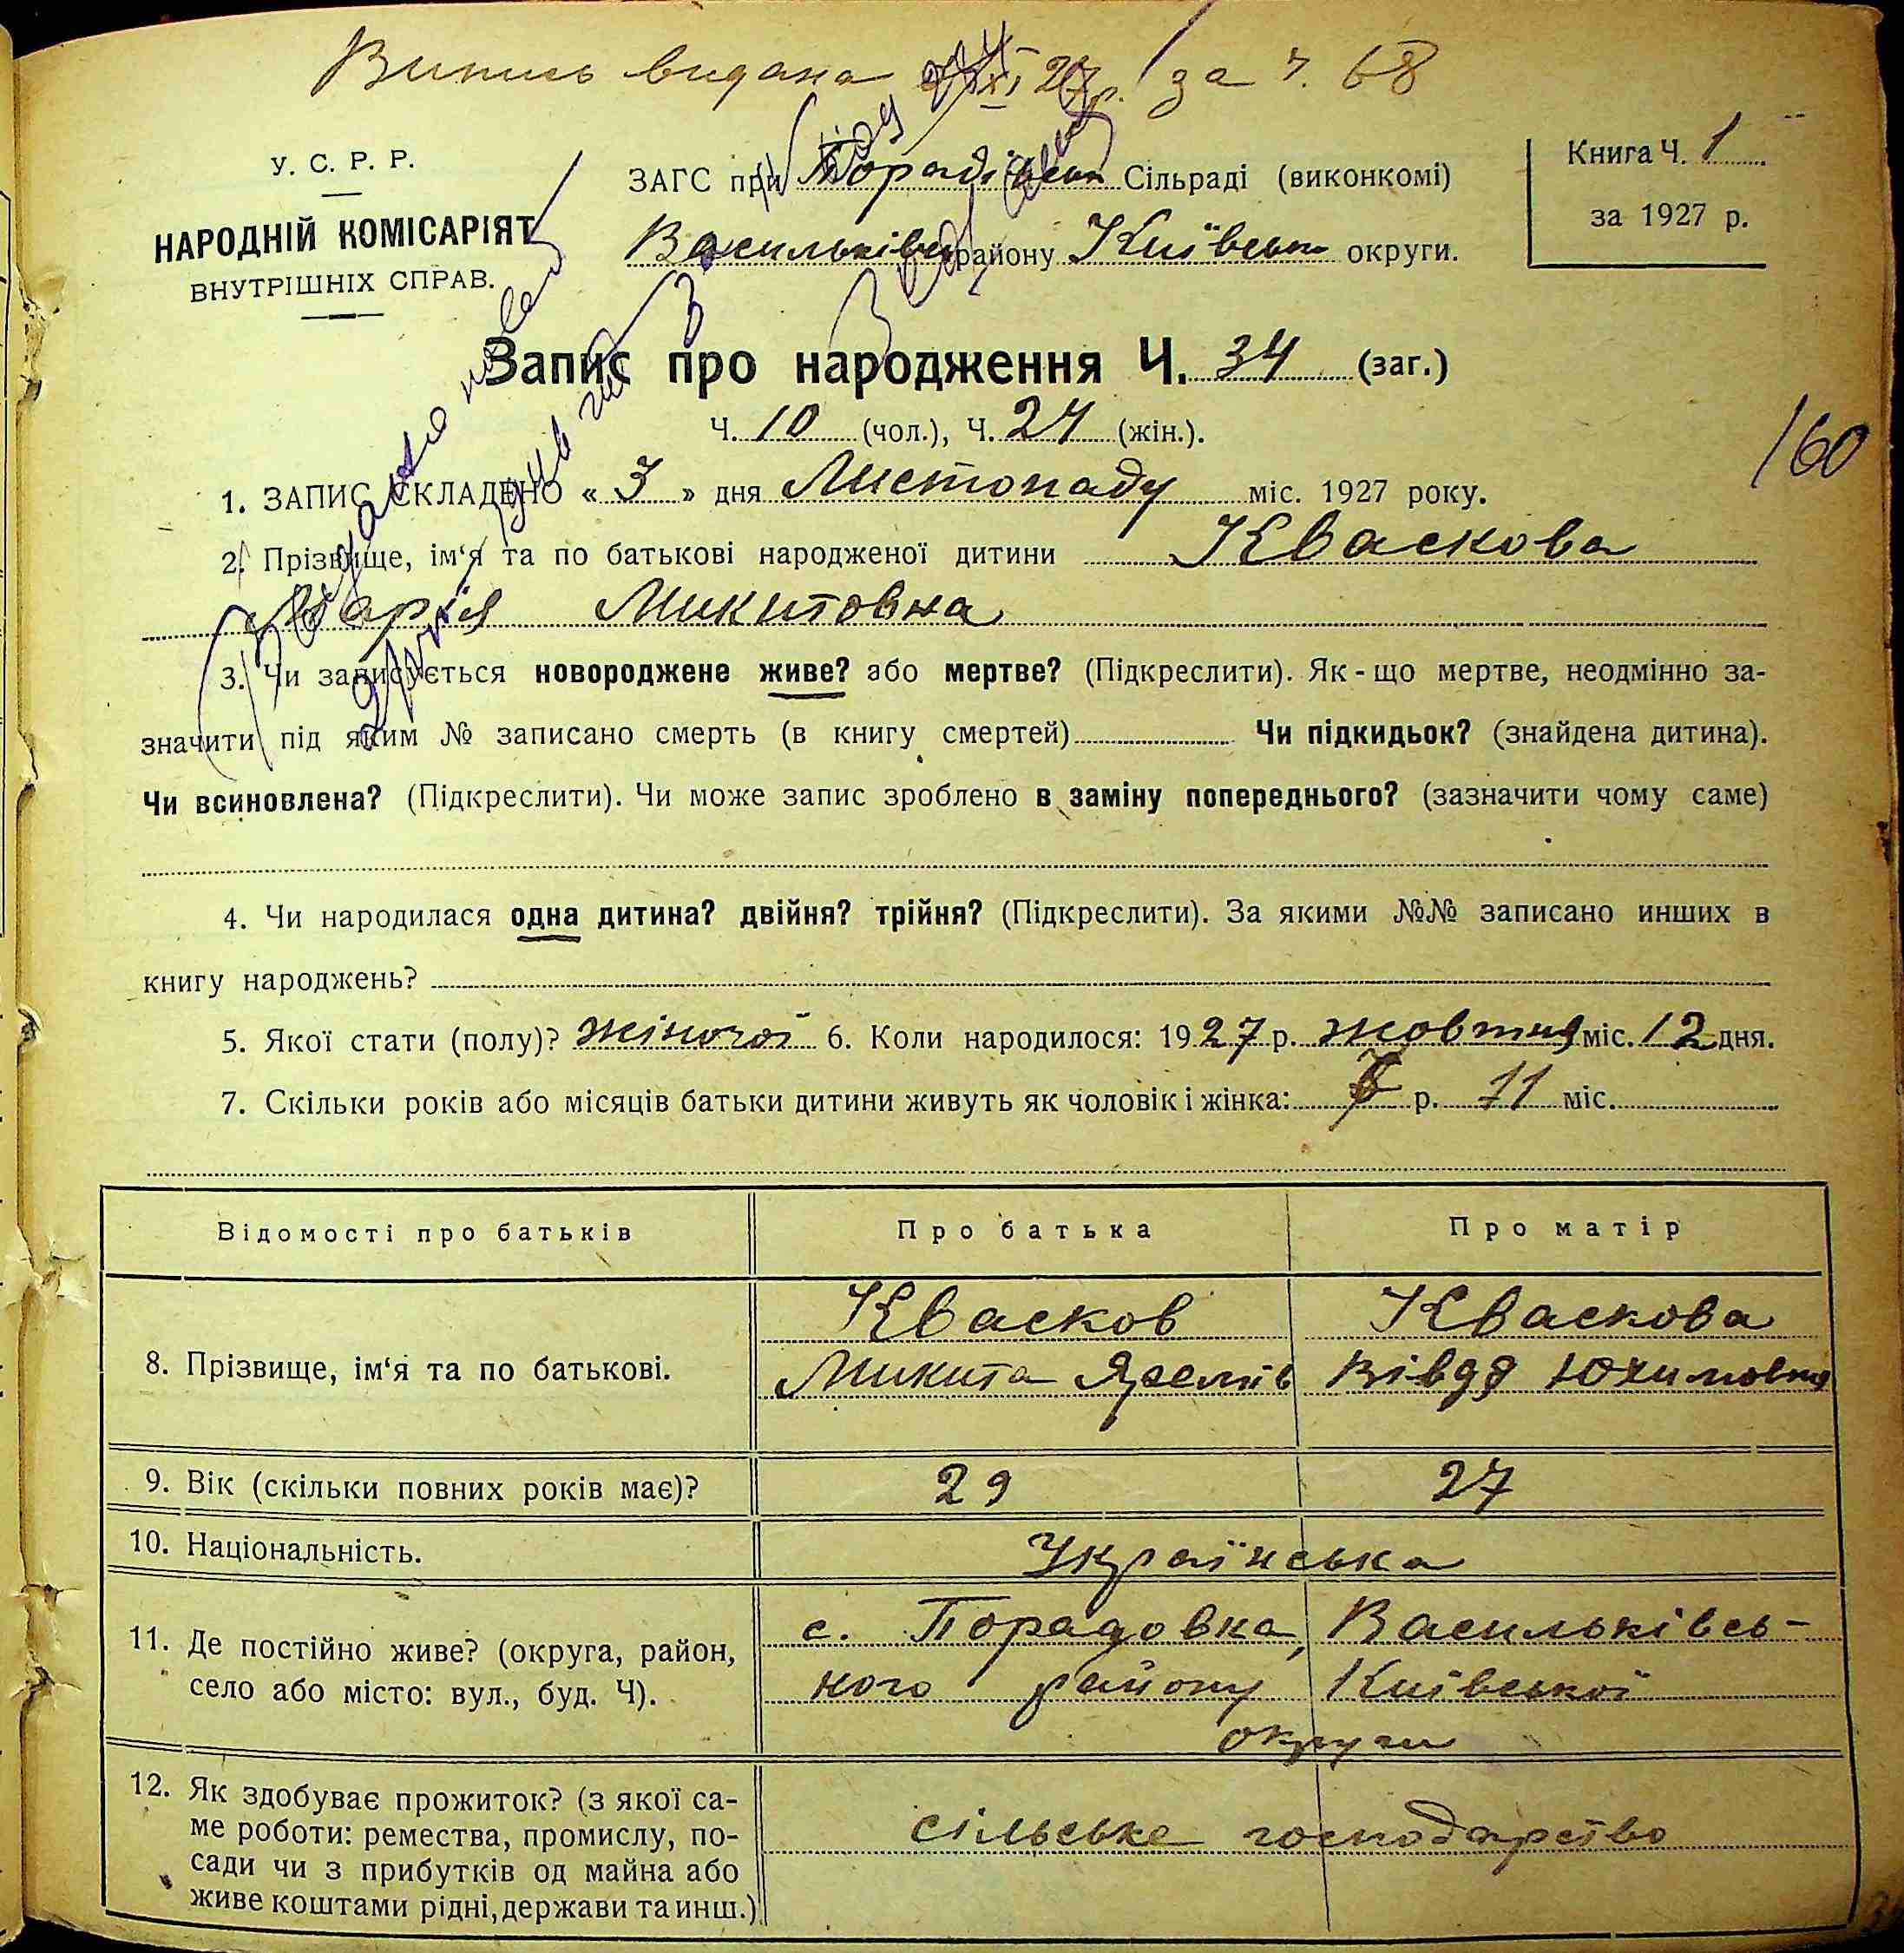 Випись видана XI 27р. за ч. 68
У. С. Р. Р.
НАРОДНІЙ КОМІСАРІЯТ
ВНУТРІШНІХ СПРАВ.
ЗАГС при Порадівськ Сільраді (виконкомі)
Васильківськ району Київськ округи.
Книга Ч. 1
за 1927 р.
Запис про народження Ч. 34 (заг.)
Ч. 10 (чол.), Ч. 24 (жін.).
160
1. ЗАПИС СКЛАДЕНО « 3 » дня Листопаду міс. 1927 року.
2. Прізвище, ім‘я та по батькові народженої дитини Кваскова
Марія Микитовна
3. Чи записується новороджене живе? або мертве? (Підкреслити). Як-що мертве, неодмінно за-
значити під яким № записано смерть (в книгу смертей) Чи підкидьок? (знайдена дитина).
Чи всиновлена? (Підкреслити). Чи може запис зроблено в заміну попереднього? (зазначити чому саме)
4. Чи народилася одна дитина? двійня? трійня? (Підкреслити). За якими №№ записано инших в
книгу народжень?
5. Якої стати (полу)? жіночої 6. Коли народилося: 1927 р. жовтня міс. 12 дня.
7. Скільки років або місяців батьки дитини живуть як чоловік і жінка: р. 11 міс.
Відомості про батьків Про батька Про матір
8. Прізвище, ім‘я та по батькові.
Квасков Кваскова
Микита Вівдя Юхимовна
9. Вік (скільки повних років має)? 29 27
10. Національність. Українська
11. Де постійно живе? (округа, район,
село або місто: вул., буд. Ч).
с. Порадовка, Васильківсь-
кого району Київської
округи
12. Як здобуває прожиток? (з якої са-
ме роботи: ремества, промислу, по-
сади чи з прибутків од майна або
живе коштами рідні, держави та инш.)
сільське господарство